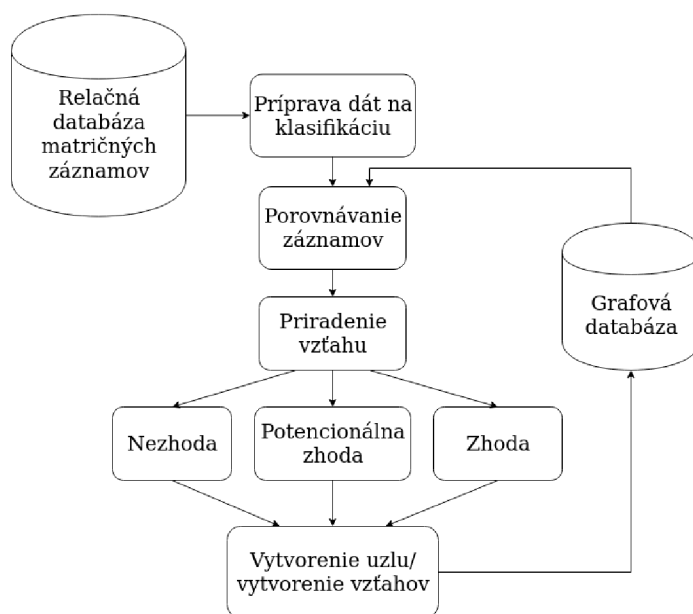 Relačná
databáza
matričných
záznamov
Príprava dát na
klasifikáciu
Porovnávanie
záznamov
Grafová
databáza
Priradenie
vzťahu
Nezhoda
Potencionálna
zhoda
Zhoda
Vytvorenie uzlu/
vytvorenie vzťahov